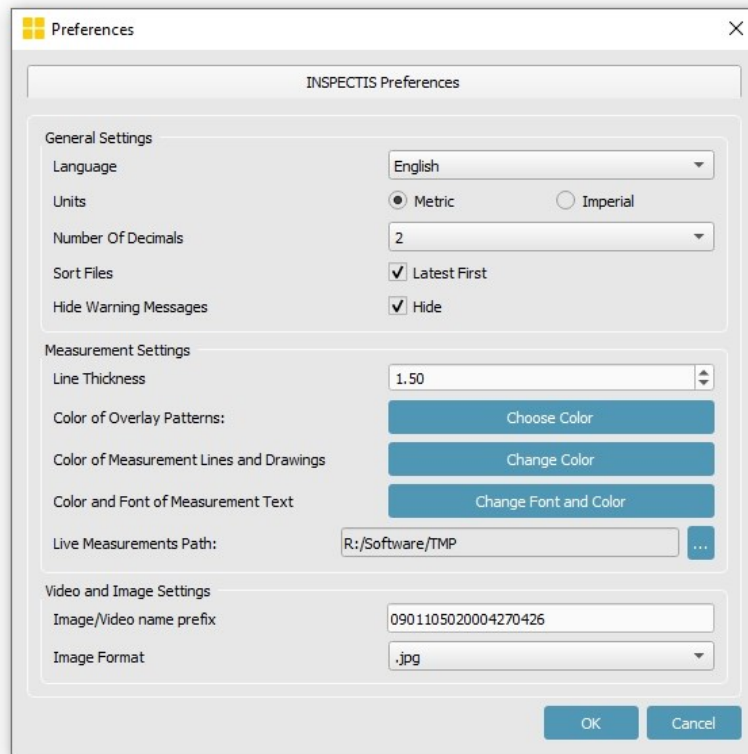 Preferences
INSPECTIS Preferences
General Settings
Language English
Units Metric Imperial
Number Of Decimals 2
Sort Files Latest First
Hide Warning Messages Hide
Measurement Settings
Line Thickness 1.50
Color of Overlay Patterns: Choose Color
Color of Measurement Lines and Drawings Change Color
Color and Font of Measurement Text Change Font and Color
Live Measurements Path: R:/Software/TMP ...
Video and Image Settings
Image/Video name prefix 0901105020004270426
Image Format .jpg
OK Cancel